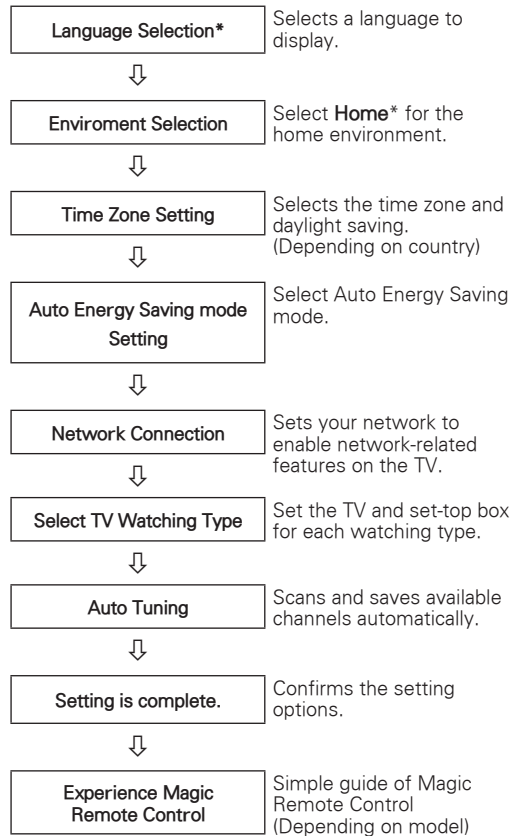 Language Selection*
Selects a language to
display.
Enviroment Selection
Select Home* for the
home environment.
Time Zone Setting
Selects the time zone and
daylight saving.
(Depending on country)
Auto Energy Saving mode
Setting
Select Auto Energy Saving
mode.
Network Connection
Sets your network to
enable network-related
features on the TV.
Select TV Watching Type
Set the TV and set-top box
for each watching type.
Auto Tuning
Scans and saves available
channels automatically.
Setting is complete.
Confirms the setting
options.
Experience Magic
Remote Control
Simple guide of Magic
Remote Control
(Depending on model)